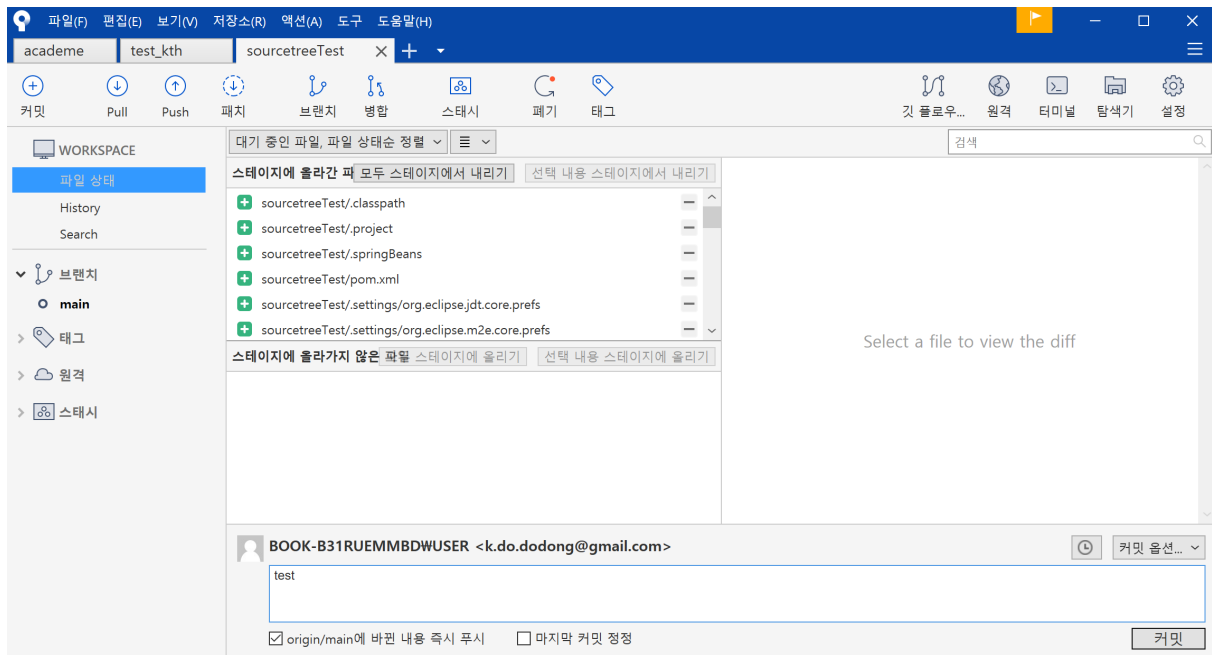 파일(F) 편집(E) 보기(V) 저장소(R) 액션(A) 도구 도움말(H)
academe test_kth sourcetreeTest
커밋 Pull Push 패치 브랜치 병합 스태시 폐기 태그 깃 플로우... 원격 터미널 탐색기 설정
WORKSPACE
파일 상태
History
Search
브랜치
main
태그
원격
스태시
대기 중인 파일, 파일 상태순 정렬
검색
스테이지에 올라간 파 모두 스테이지에서 내리기 선택 내용 스테이지에서 내리기
sourcetreeTest/.classpath
sourcetreeTest/.project
sourcetreeTest/.springBeans
sourcetreeTest/pom.xml
sourcetreeTest/.settings/org.eclipse.jdt.core.prefs
sourcetreeTest/.settings/org.eclipse.m2e.core.prefs
스테이지에 올라가지 않은 스테이지에 올리기 선택 내용 스테이지에 올리기
Select a file to view the diff
BOOK-B31RUEMMBD₩USER <k.do.dodong@gmail.com>
커밋 옵션...
test
origin/main에 바뀐 내용 즉시 푸시 마지막 커밋 정정
커밋